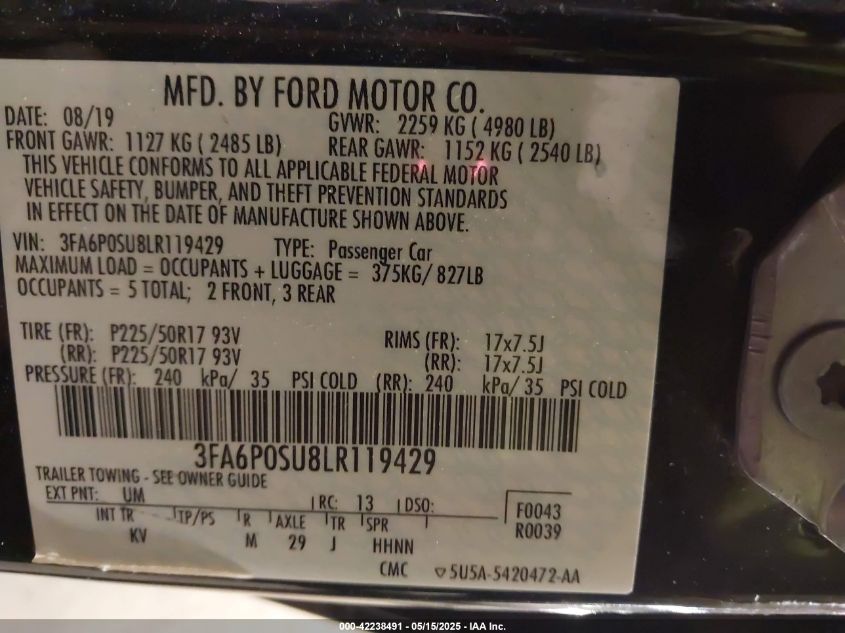 MFD. BY FORD MOTOR CO.
DATE: 08/19 GVWR: 2259 KG ( 4980 LB)
FRONT GAWR: 1127 KG ( 2485 LB) REAR GAWR: 1152 KG ( 2540 LB)
THIS VEHICLE CONFORMS TO ALL APPLICABLE FEDERAL MOTOR
VEHICLE SAFETY, BUMPER, AND THEFT PREVENTION STANDARDS
IN EFFECT ON THE DATE OF MANUFACTURE SHOWN ABOVE.
VIN: 3FA6P0SU8LR119429 TYPE: Passenger Car
MAXIMUM LOAD = OCCUPANTS + LUGGAGE = 375KG/ 827LB
OCCUPANTS = 5 TOTAL; 2 FRONT, 3 REAR
TIRE (FR): P225/50R17 93V RIMS (FR): 17x7.5J
(RR): P225/50R17 93V (RR): 17x7.5J
PRESSURE (FR): 240 kPa/ 35 PSI COLD (RR): 240 kPa/ 35 PSI COLD
3FA6P0SU8LR119429
TRAILER TOWING - SEE OWNER GUIDE
EXT PNT: UM RC: 13 DSO: F0043
INT TR TP/PS R AXLE TR SPR R0039
KV M 29 J HHNN
CMC ▽ 5U5A-5420472-AA
000-42238491 - 05/15/2025 - IAA Inc.